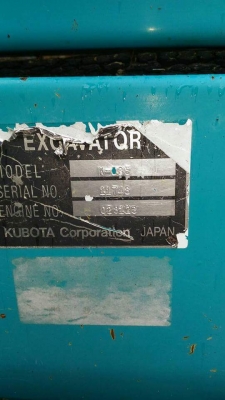 EXCAVATOR
MODEL
SERIAL NO.
ENGINE NO.
KUBOTA Corporation JAPAN